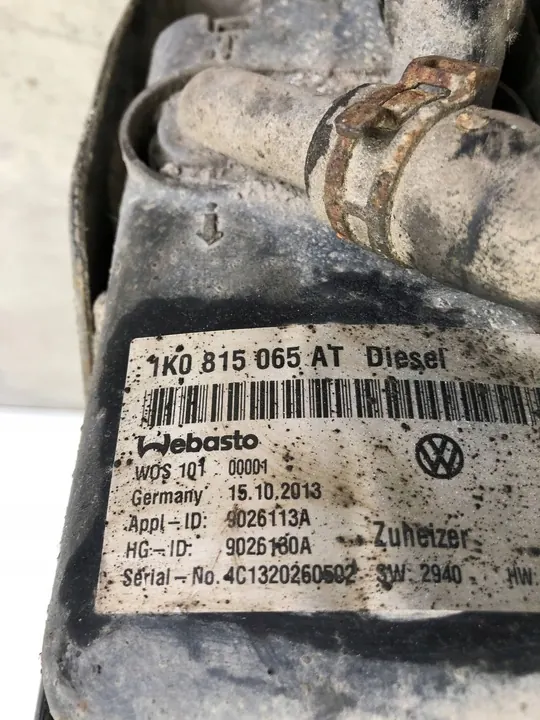 1K0 815 065 AT Diesel
Webasto
WOS 101 00001
Germany 15.10.2013
Appl-ID: 9026113A
HG-ID: 9026130A Zuheizer
Serial-No. 4C1320260502 SW: 2940 HW: